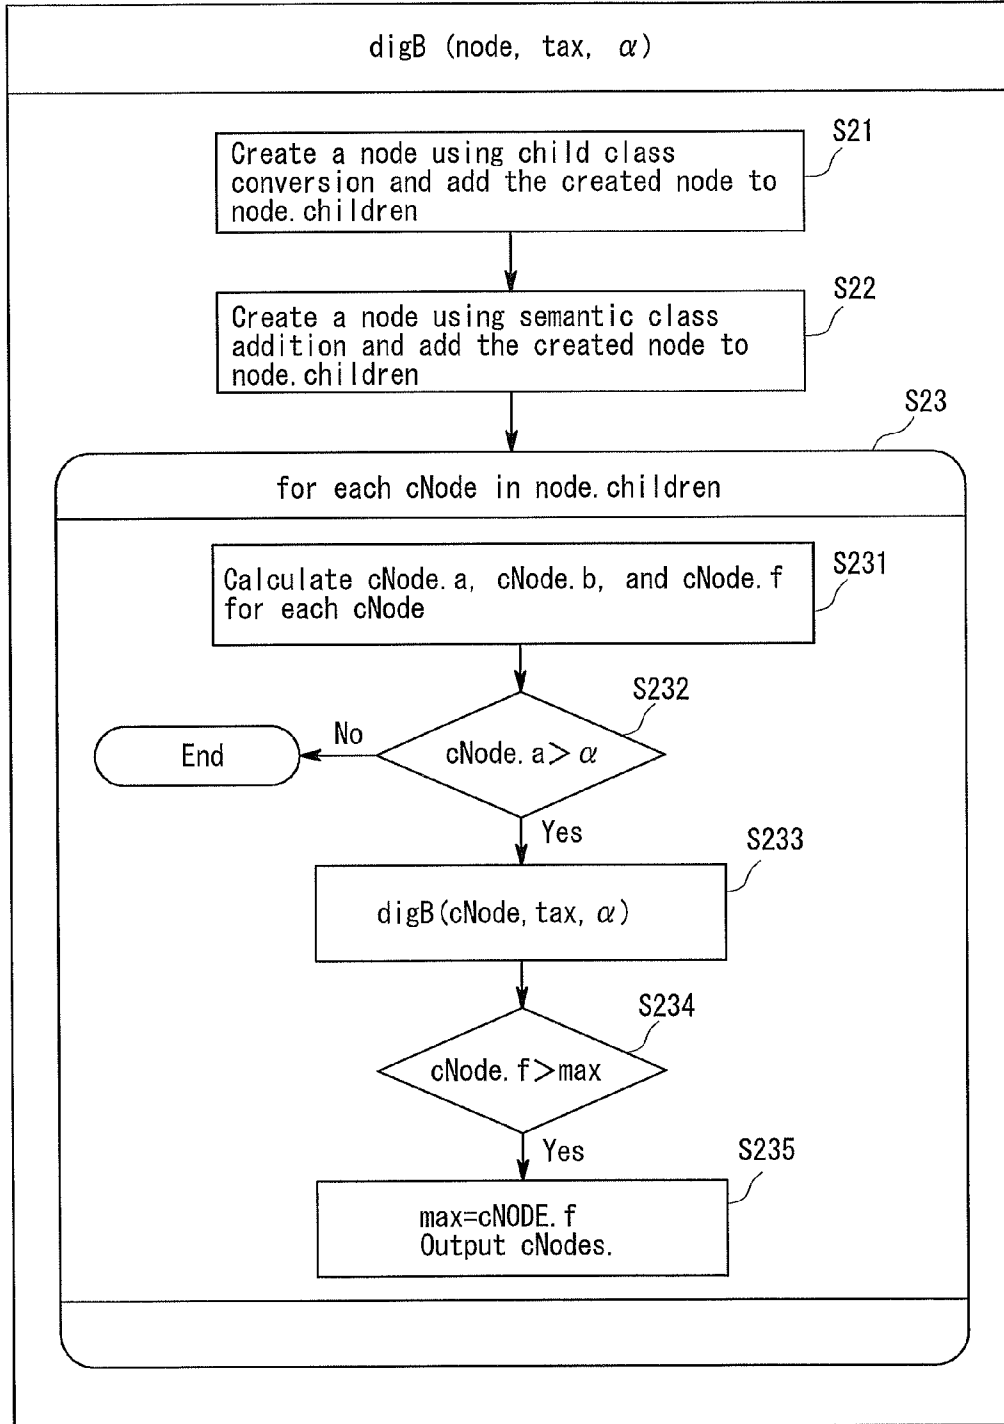 digB (node, tax, α)
S21
Create a node using child class
conversion and add the created node to
node.children
S22
Create a node using semantic class
addition and add the created node to
node.children
S23
for each cNode in node.children
S231
Calculate cNode.a, cNode.b, and cNode.f
for each cNode
S232
cNode.a>α
No
End
Yes
S233
digB(cNode,tax,α)
S234
cNode.f>max
Yes
S235
max=cNODE.f
Output cNodes.